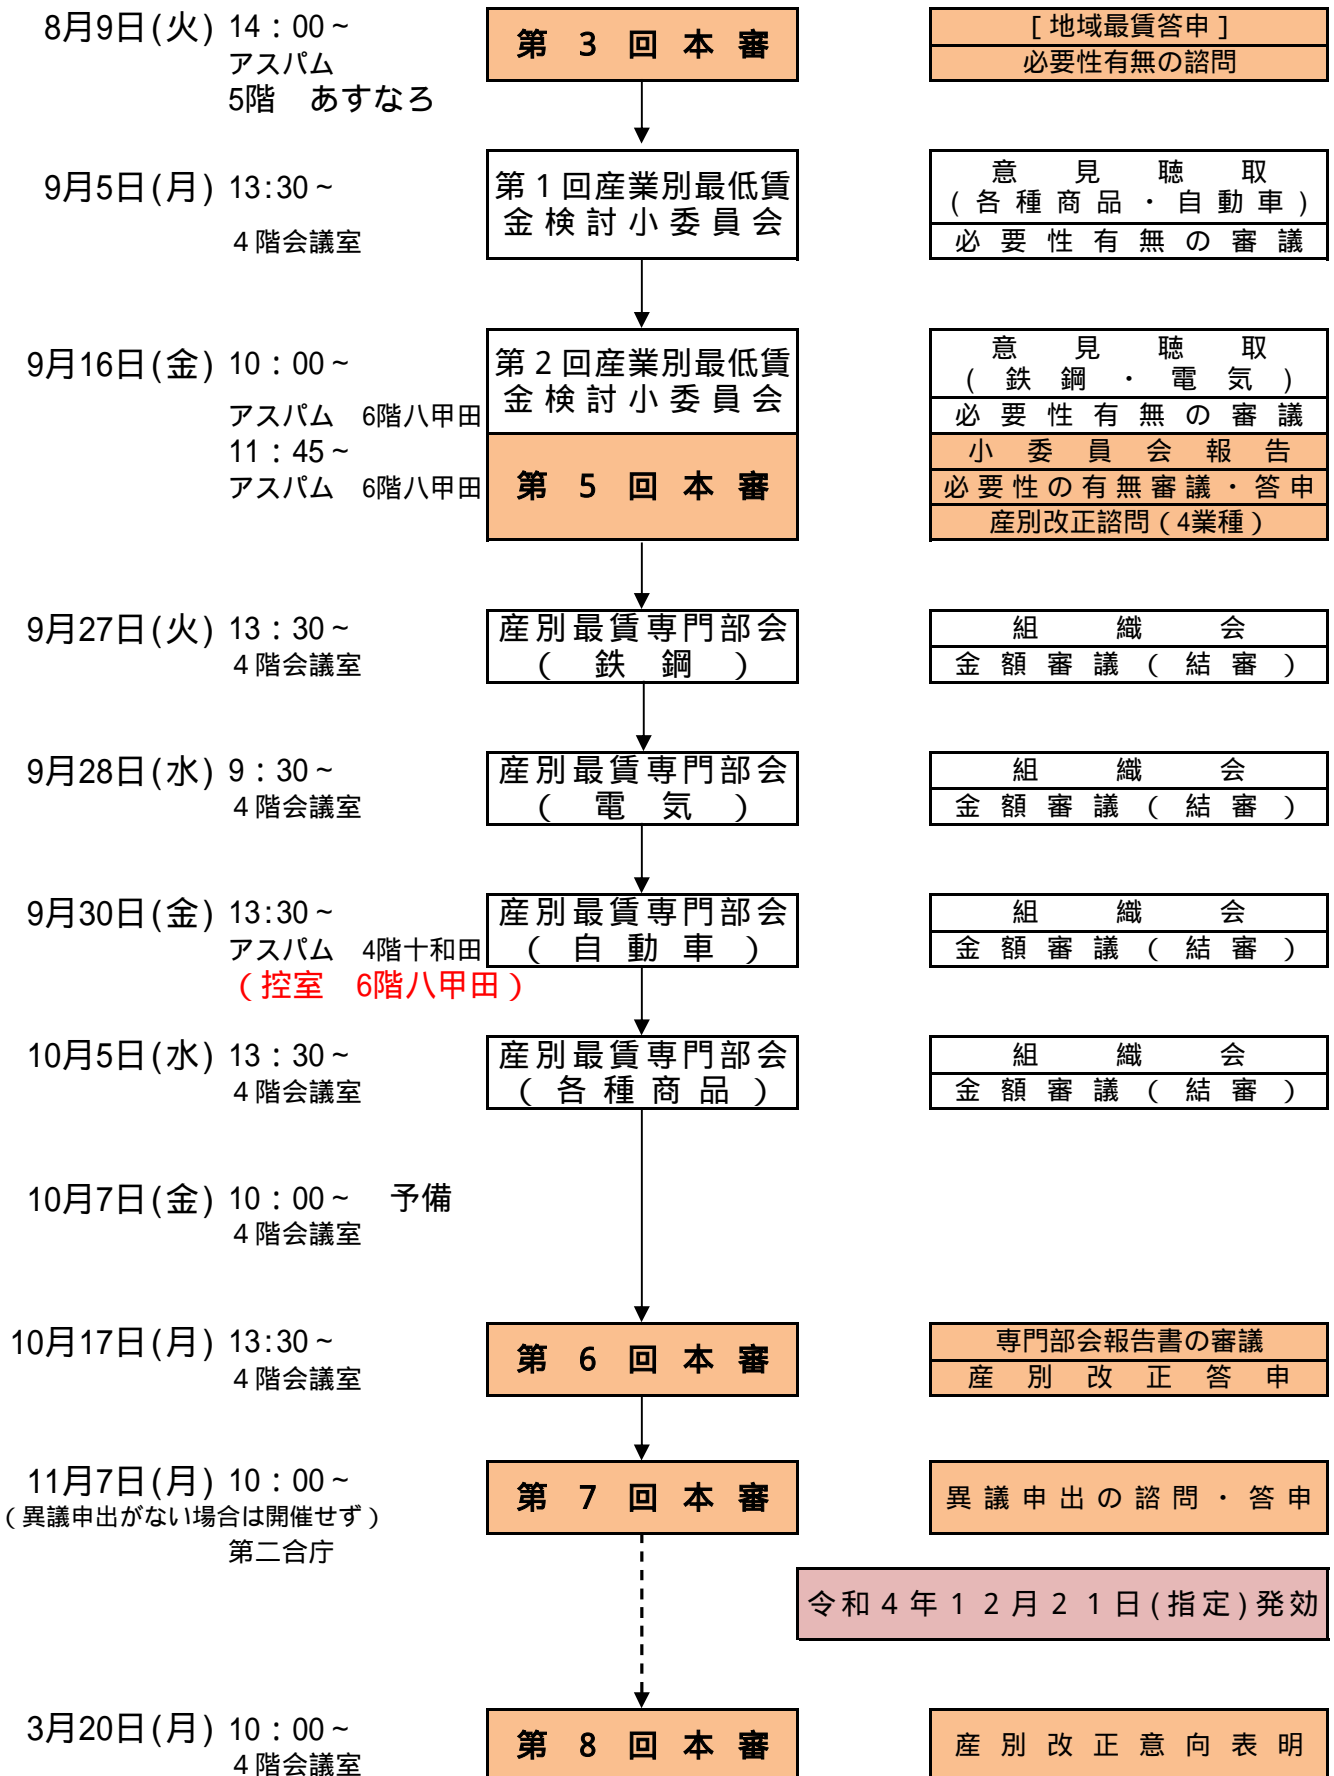 8月9日(火) 14：00～
アスパム
5階　あすなろ
第　3　回　本　審
[ 地域最賃答申 ]
必要性有無の諮問
9月5日(月) 13:30～
４階会議室
第１回産業別最低賃
金検討小委員会
意見聴取
(各種商品・自動車)
必要性有無の審議
9月16日(金) 10：00～
アスパム　6階八甲田
11：45～
アスパム　6階八甲田
第２回産業別最低賃
金検討小委員会
第　5　回　本　審
意見聴取
(鉄鋼・電気)
必要性有無の審議
小委員会報告
必要性の有無審議・答申
産別改正諮問（4業種）
9月27日(火) 13：30～
４階会議室
産別最賃専門部会
（鉄鋼）
組織会
金額審議（結審）
9月28日(水) 9：30～
４階会議室
産別最賃専門部会
（電気）
組織会
金額審議（結審）
9月30日(金) 13:30～
アスパム　4階十和田
（控室　6階八甲田）
産別最賃専門部会
（自動車）
組織会
金額審議（結審）
10月5日(水) 13：30～
４階会議室
産別最賃専門部会
（各種商品）
組織会
金額審議（結審）
10月7日(金) 10：00～　予備
４階会議室
10月17日(月) 13:30～
４階会議室
第　6　回　本　審
専門部会報告書の審議
産別改正答申
11月7日(月) 10：00～
（異議申出がない場合は開催せず）
第二合庁
第　7　回　本　審
異議申出の諮問・答申
令和４年１２月２１日(指定)発効
3月20日(月) 10：00～
４階会議室
第　8　回　本　審
産別改正意向表明